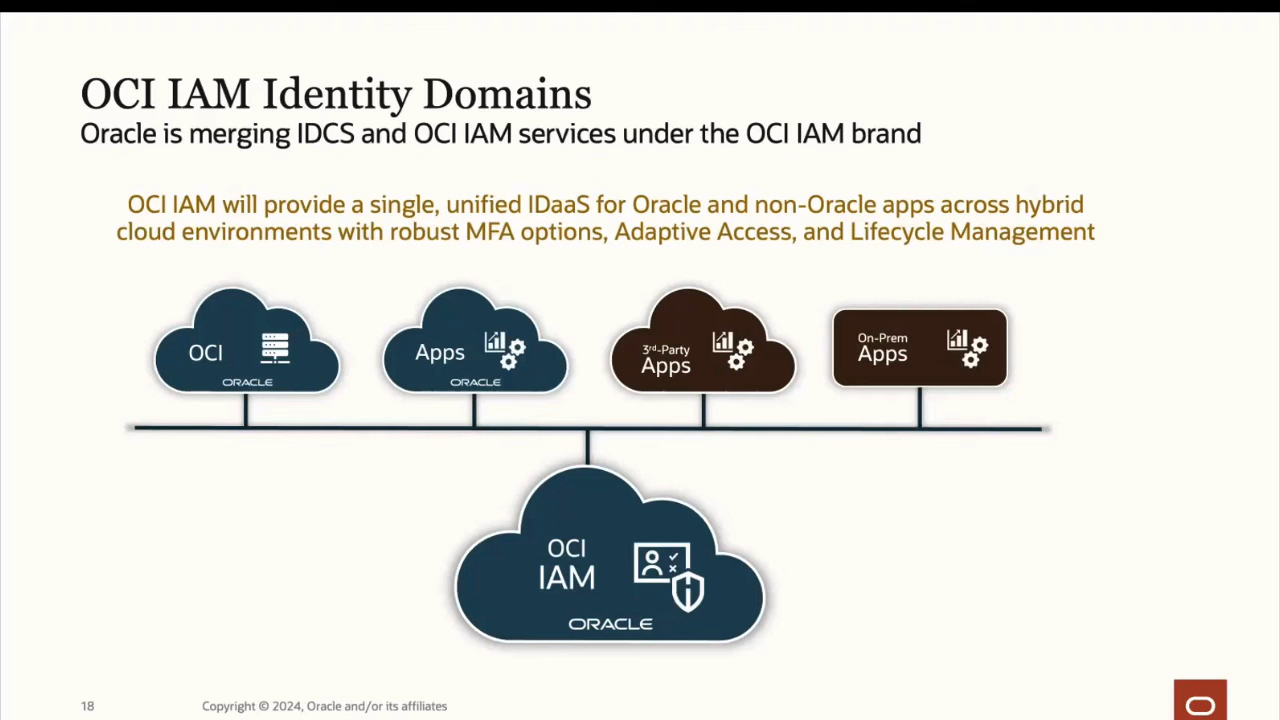 OCI IAM Identity Domains
Oracle is merging IDCS and OCI IAM services under the OCI IAM brand
OCI IAM will provide a single, unified IDaaS for Oracle and non-Oracle apps across hybrid
cloud environments with robust MFA options, Adaptive Access, and Lifecycle Management
OCI
ORACLE
Apps
ORACLE
3rd-Party
Apps
On-Prem
Apps
OCI
IAM
ORACLE
18
Copyright © 2024, Oracle and/or its affiliates